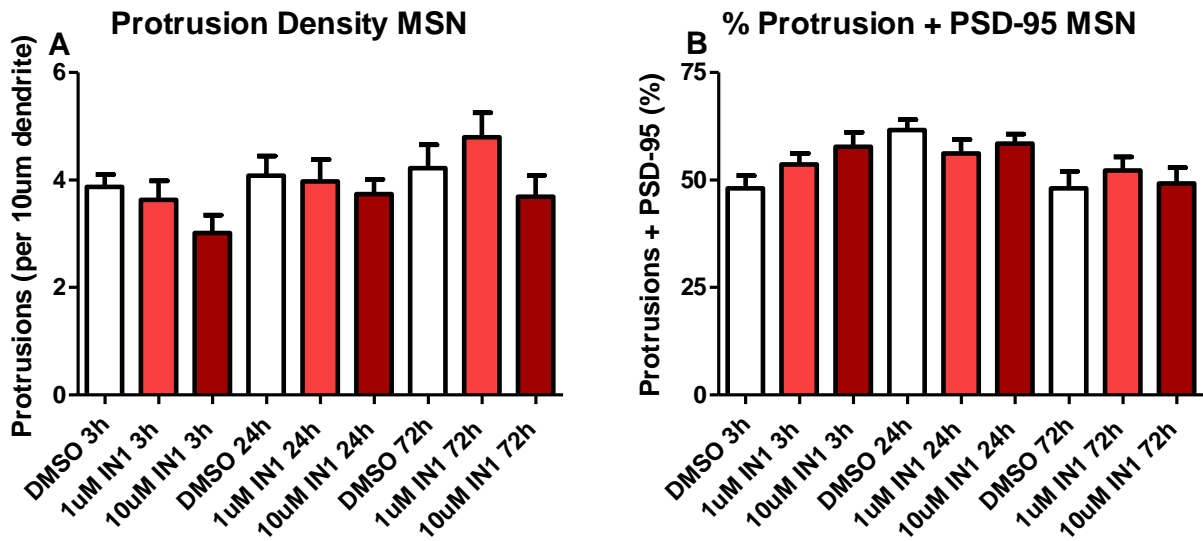 A
Protrusion Density MSN
Protrusions (per 10um dendrite)
6
4
2
0
DMSO 3h
1uM IN1 3h
10uM IN1 3h
DMSO 24h
1uM IN1 24h
10uM IN1 24h
DMSO 72h
1uM IN1 72h
10uM IN1 72h
B
% Protrusion + PSD-95 MSN
Protrusions + PSD-95 (%)
75
50
25
0
DMSO 3h
1uM IN1 3h
10uM IN1 3h
DMSO 24h
1uM IN1 24h
10uM IN1 24h
DMSO 72h
1uM IN1 72h
10uM IN1 72h